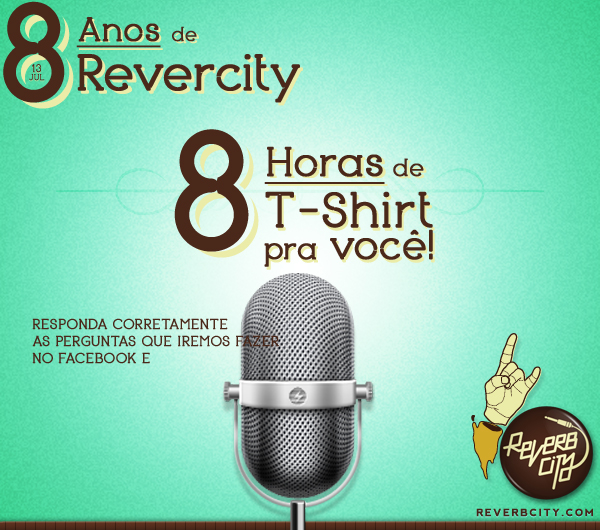 8 Anos de
13
JUL
Revercity
8 Horas de
T-Shirt
pra você!
RESPONDA CORRETAMENTE
AS PERGUNTAS QUE IREMOS FAZER
NO FACEBOOK E
REVERB
CITY
REVERBCITY.COM